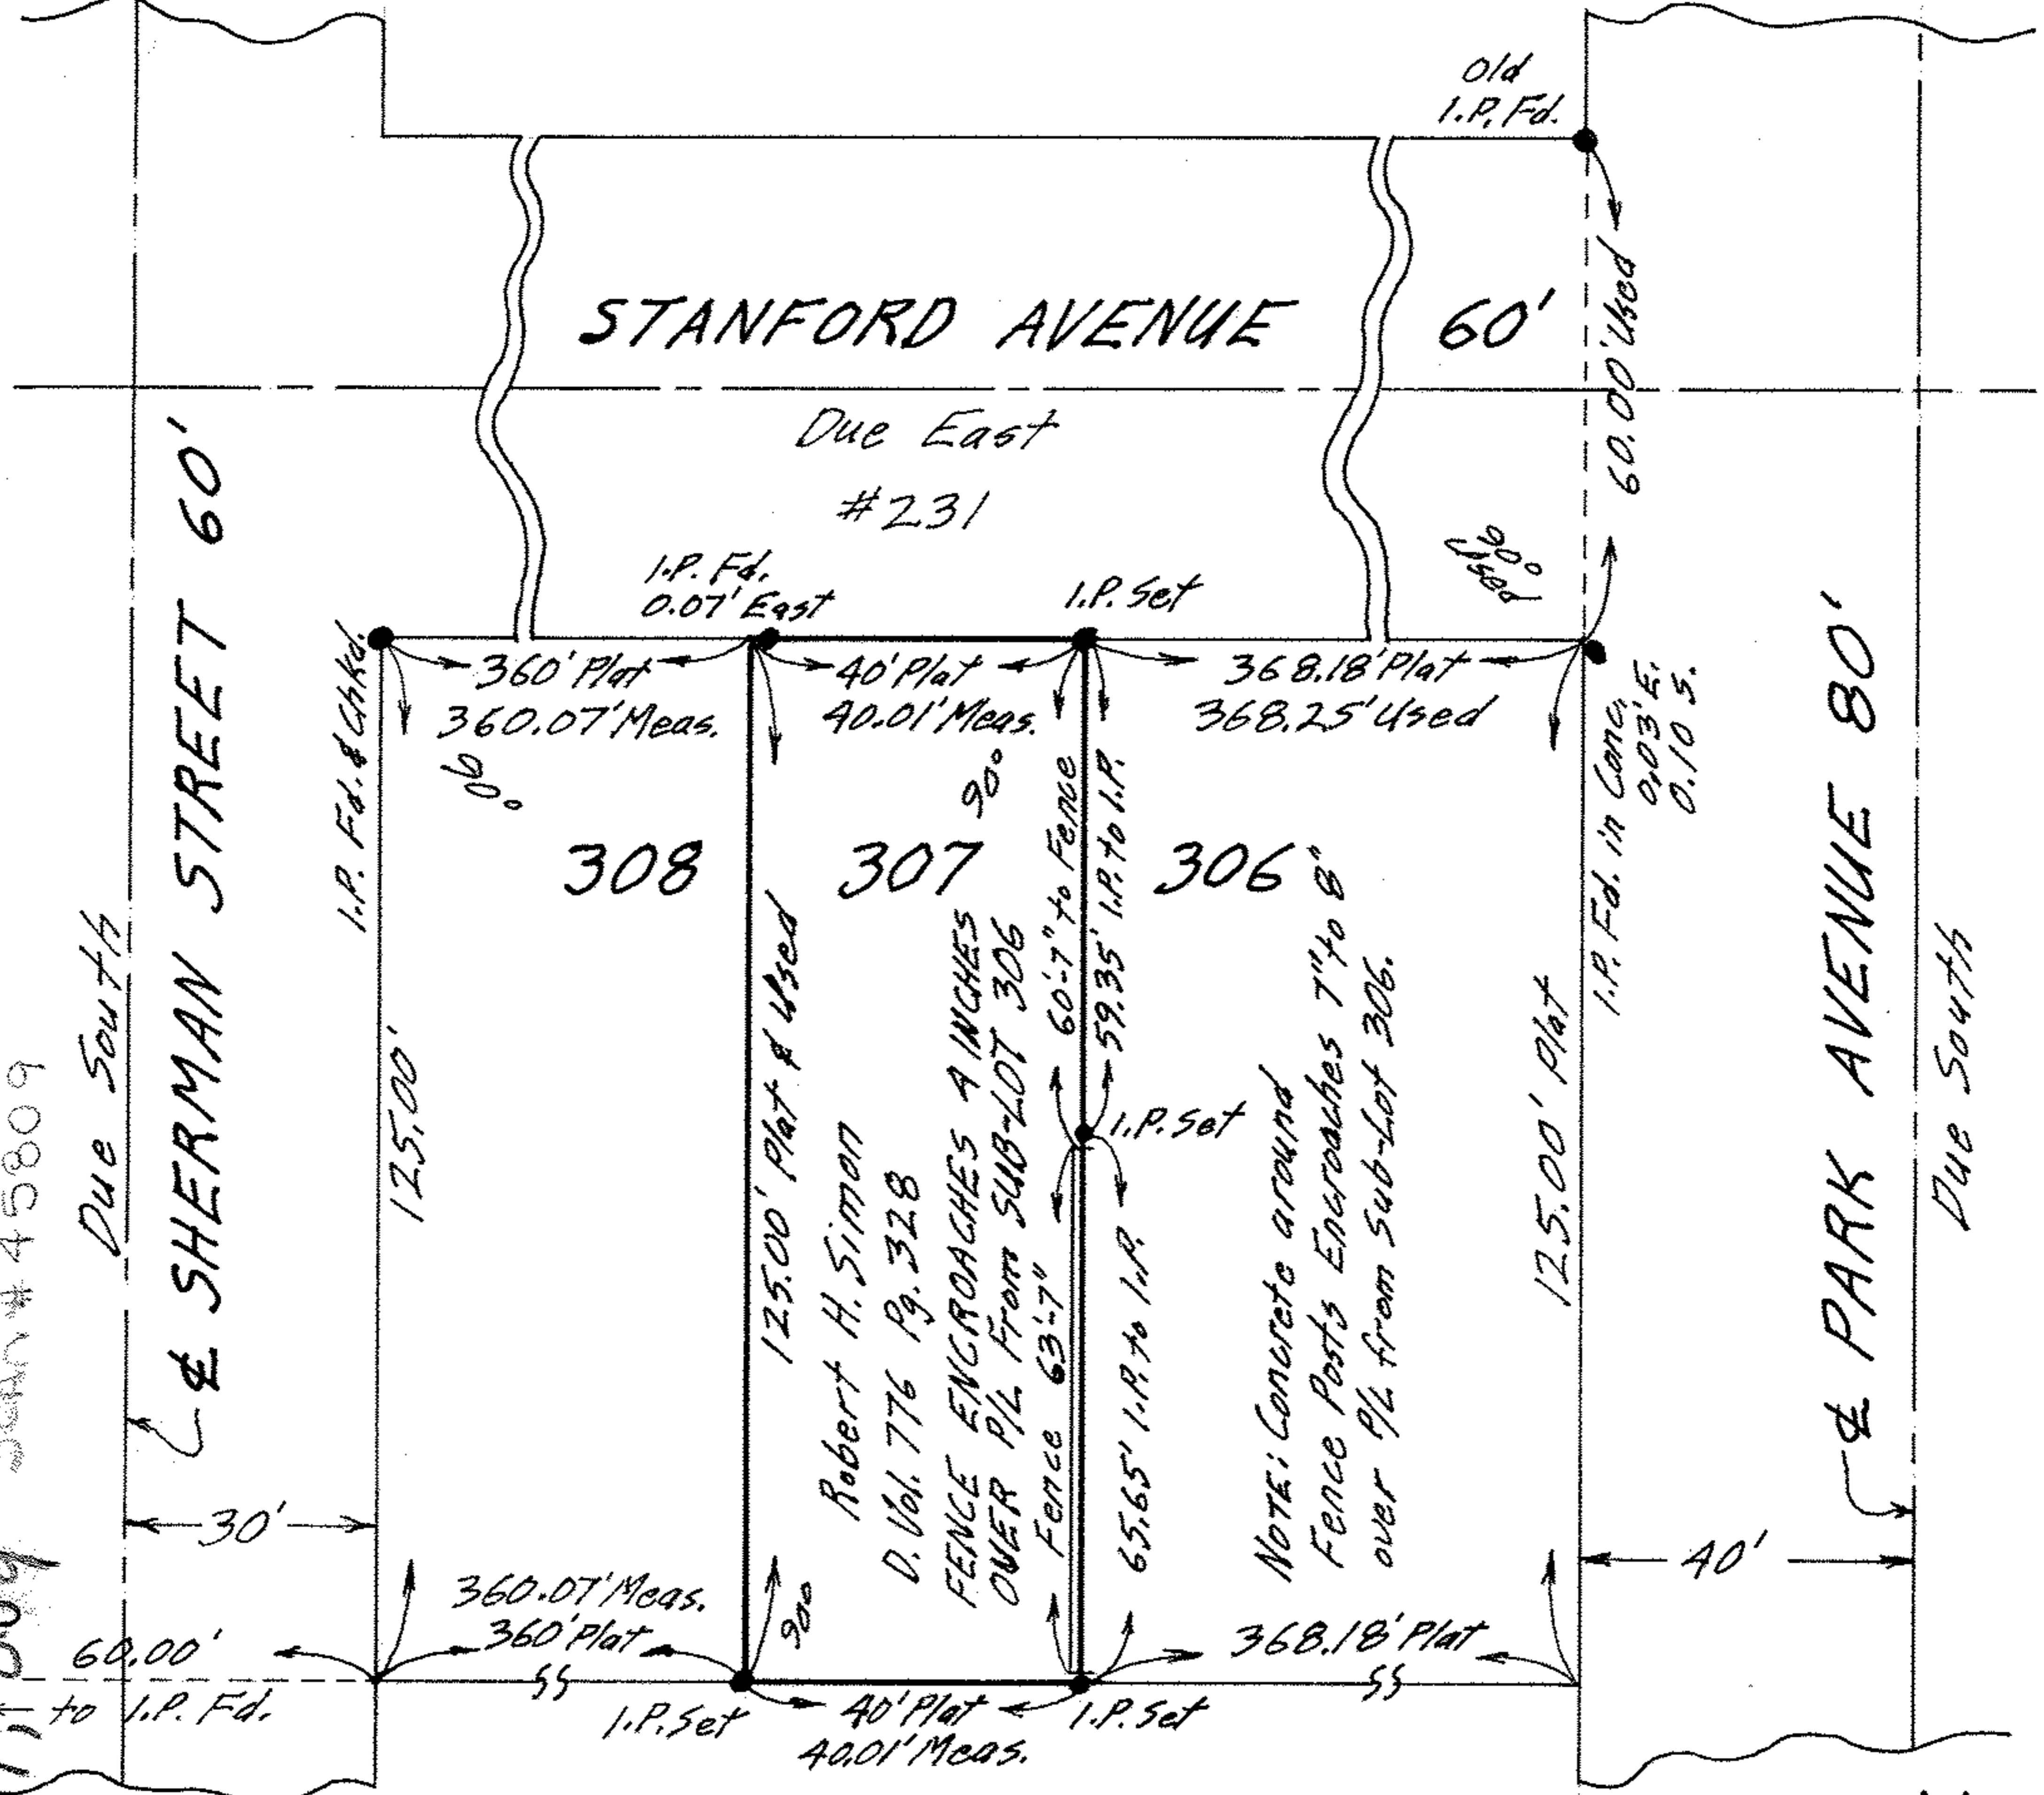 Old
I.P. Fd.
STANFORD AVENUE 60'
60.00' Used
Due East
#231
I.P. Fd.
0.07' East
I.P. Set
90°
I.P. Fd. & Chkd.
360' Plat
360.07' Meas.
90°
40' Plat
40.01' Meas.
90°
368.18' Plat
368.25' Used
I.P. Fd. in Conc.
0.03' E.
0.10 S.
308
307
306
℄ SHERMAN STREET 60'
Due South
125.00'
125.00' Plat & Used
Robert H. Simon
D. Vol. 776 Pg. 328
FENCE ENCROACHES 4 INCHES
OVER P/L From SUB-LOT 306
Fence 63'-7"
60'-7" to Fence
59.35' I.P. to I.P.
I.P. Set
65.65' I.P. to I.P.
NOTE: Concrete around
Fence Posts Encroaches 7" to 8"
over P/L from Sub-Lot 306.
125.00' Plat
℄ PARK AVENUE 80'
Due South
# 45809
30'
40'
60.00'
to I.P. Fd.
360.07' Meas.
360' Plat
90°
368.18' Plat
I.P. Set
40' Plat
40.01' Meas.
I.P. Set